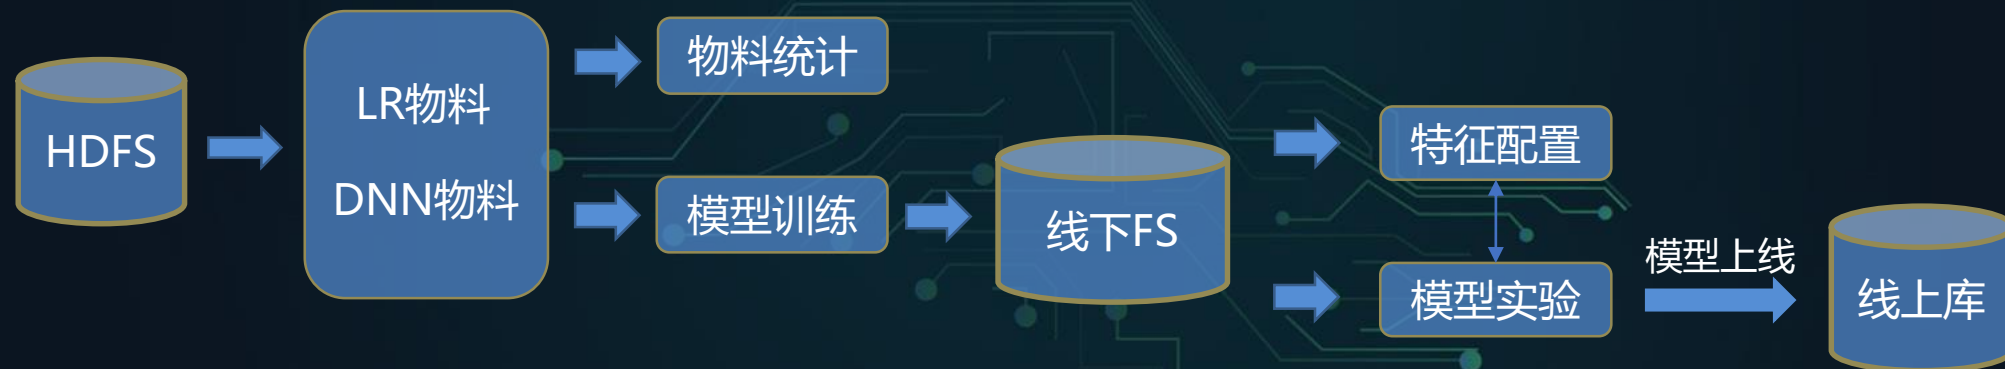 HDFS
LR物料
DNN物料
物料统计
模型训练
线下FS
特征配置
模型实验
模型上线
线上库